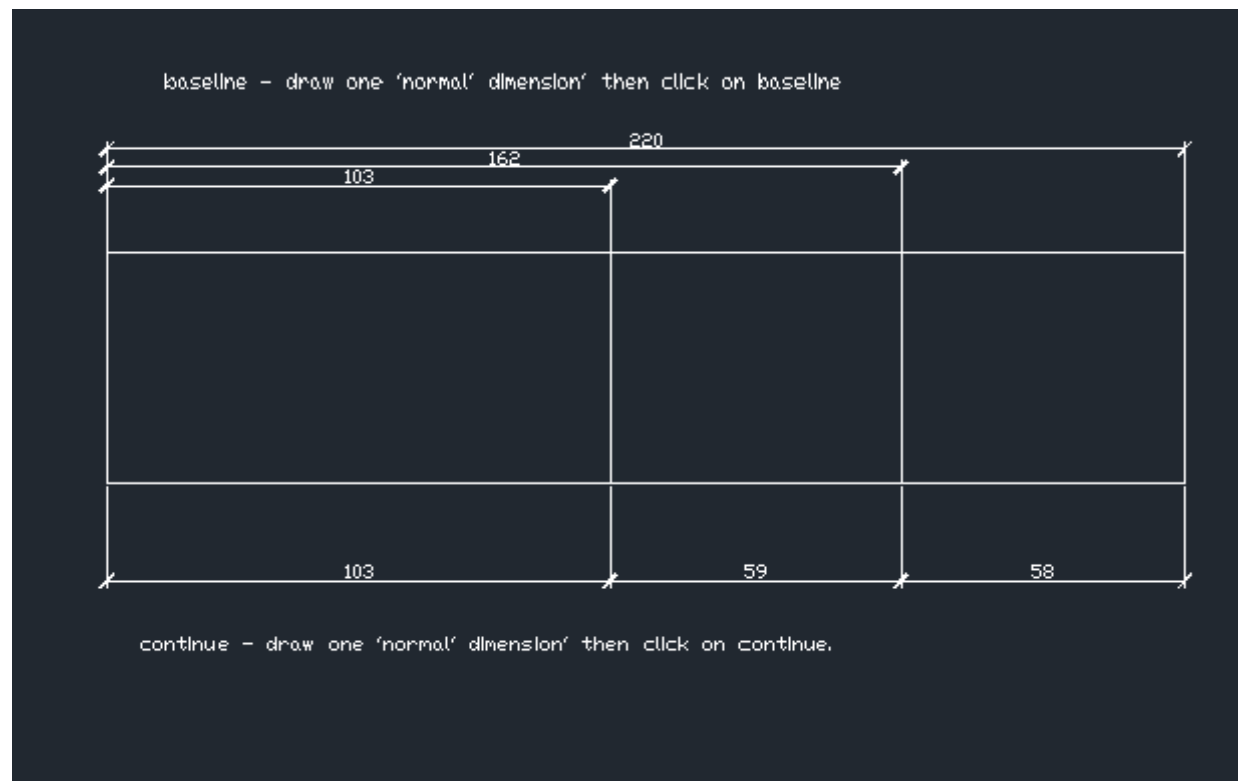 baseline - draw one 'normal' dimension' then click on baseline
220
162
103
103 59 58
continue - draw one 'normal' dimension' then click on continue.